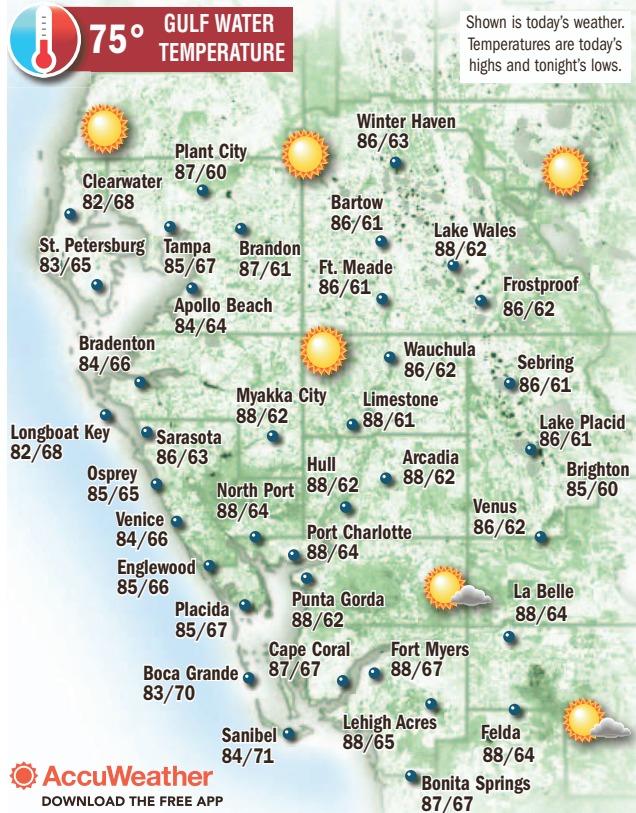 75°
GULF WATER
TEMPERATURE
Shown is today's weather.
Temperatures are today's
highs and tonight's lows.
Winter Haven
86/63
Plant City
87/60
Clearwater
82/68
Bartow
86/61
Lake Wales
88/62
St. Petersburg
83/65
Tampa
85/67
Brandon
87/61
Ft. Meade
86/61
Frostproof
86/62
Apollo Beach
84/64
Bradenton
84/66
Wauchula
86/62
Sebring
86/61
Myakka City
88/62
Limestone
88/61
Longboat Key
82/68
Sarasota
86/63
Lake Placid
86/61
Osprey
85/65
Hull
88/62
Arcadia
88/62
Brighton
85/60
North Port
88/64
Venus
86/62
Venice
84/66
Port Charlotte
88/64
Englewood
85/66
Punta Gorda
88/62
La Belle
88/64
Placida
85/67
Cape Coral
87/67
Fort Myers
88/67
Boca Grande
83/70
Lehigh Acres
88/65
Felda
88/64
Sanibel
84/71
Bonita Springs
87/67
AccuWeather
DOWNLOAD THE FREE APP